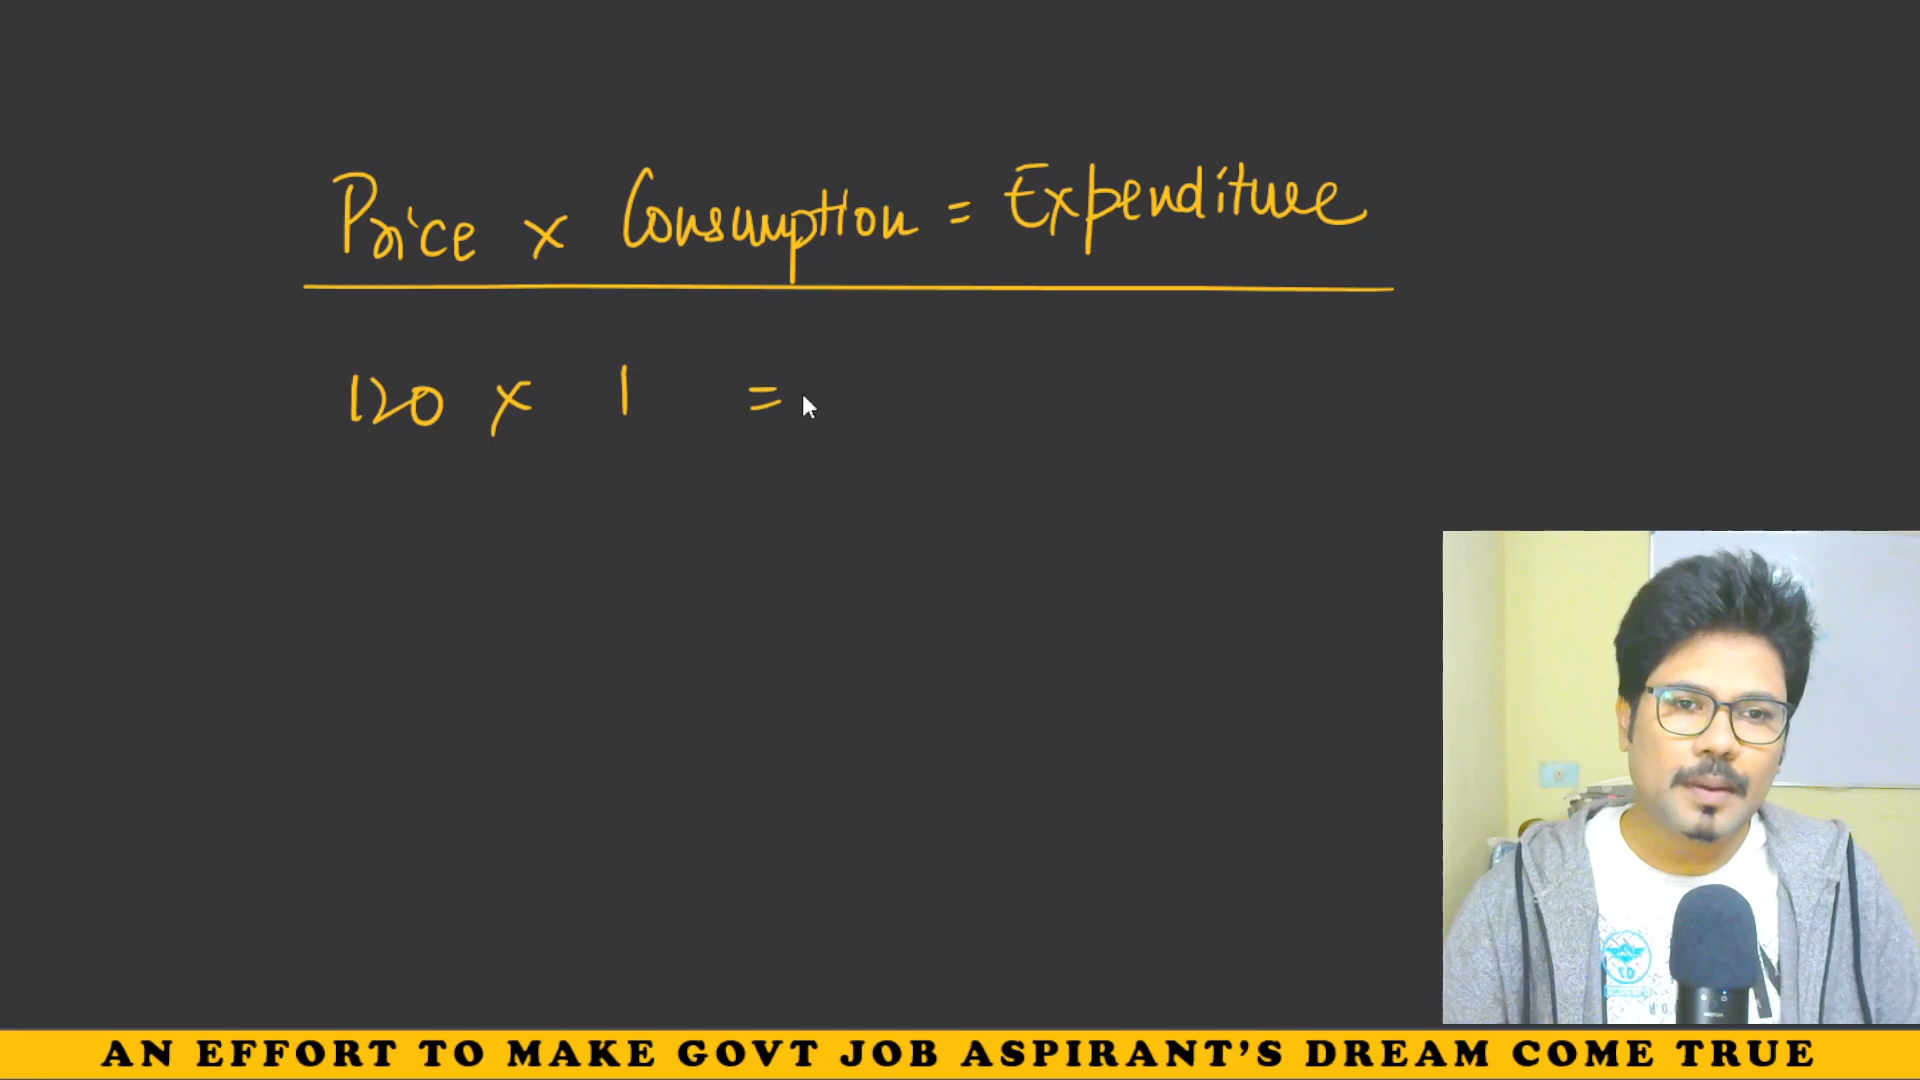 Price x Consumption = Expenditure
120 x 1 =
AN EFFORT TO MAKE GOVT JOB ASPIRANT'S DREAM COME TRUE